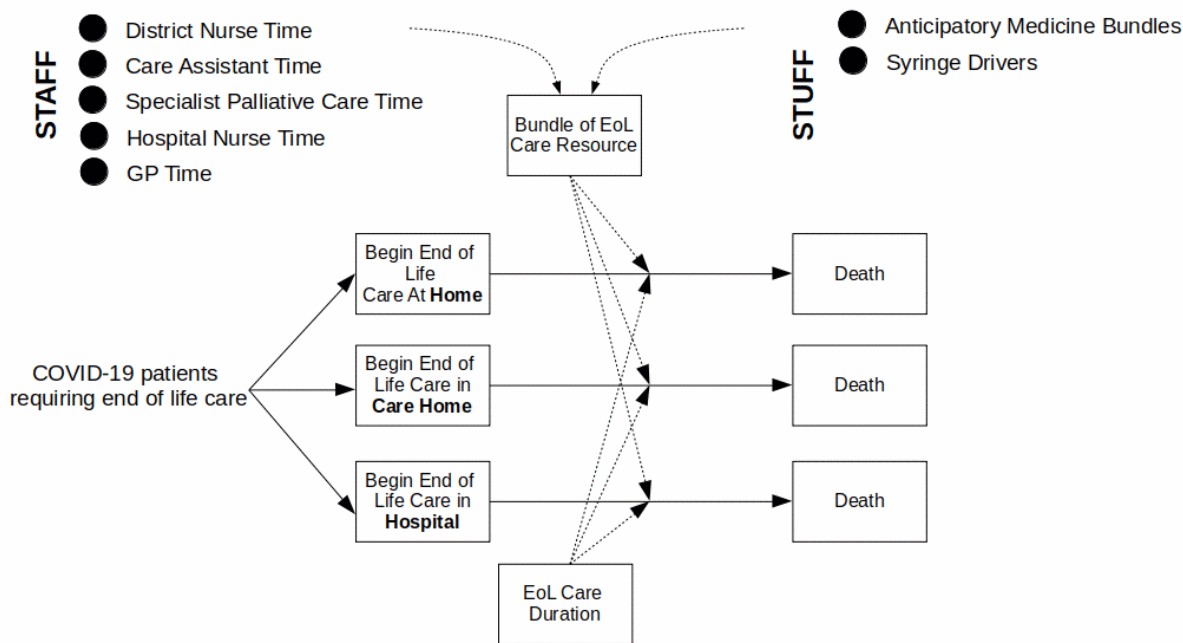 STAFF
District Nurse Time
Care Assistant Time
Specialist Palliative Care Time
Hospital Nurse Time
GP Time
STUFF
Anticipatory Medicine Bundles
Syringe Drivers
Bundle of EoL
Care Resource
COVID-19 patients
requiring end of life care
Begin End of
Life
Care At Home
Death
Begin End of
Life Care in
Care Home
Death
Begin End of
Life Care in
Hospital
Death
EoL Care
Duration